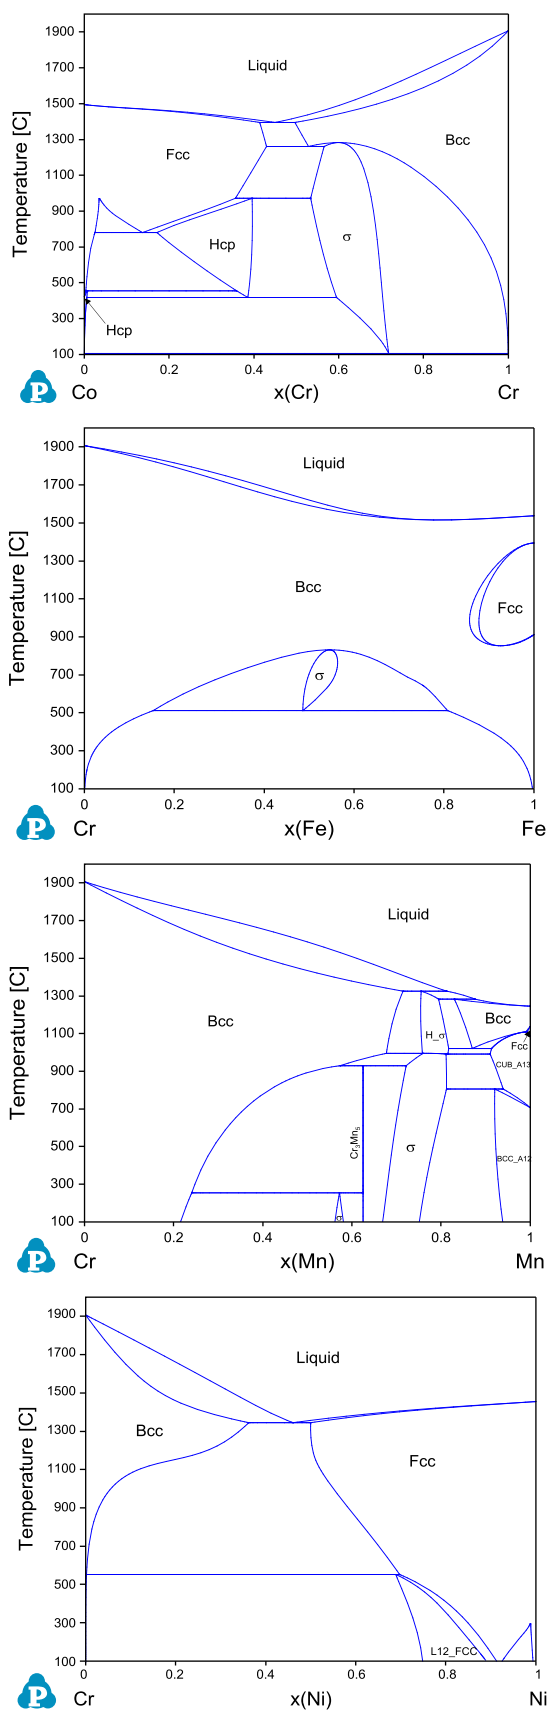 Temperature [C]
1900
1700
1500
1300
1100
900
700
500
300
100
Liquid
Fcc
Bcc
Hcp
σ
Hcp
0
0.2
0.4
0.6
0.8
1
P
Co
x(Cr)
Cr
Temperature [C]
1900
1700
1500
1300
1100
900
700
500
300
100
Liquid
Bcc
Fcc
σ
0
0.2
0.4
0.6
0.8
1
P
Cr
x(Fe)
Fe
Temperature [C]
1900
1700
1500
1300
1100
900
700
500
300
100
Liquid
Bcc
Bcc
H_σ
Fcc
CUB_A13
Cr₃Mn₅
σ
BCC_A12
σ
0
0.2
0.4
0.6
0.8
1
P
Cr
x(Mn)
Mn
Temperature [C]
1900
1700
1500
1300
1100
900
700
500
300
100
Liquid
Bcc
Fcc
L12_FCC
0
0.2
0.4
0.6
0.8
1
P
Cr
x(Ni)
Ni